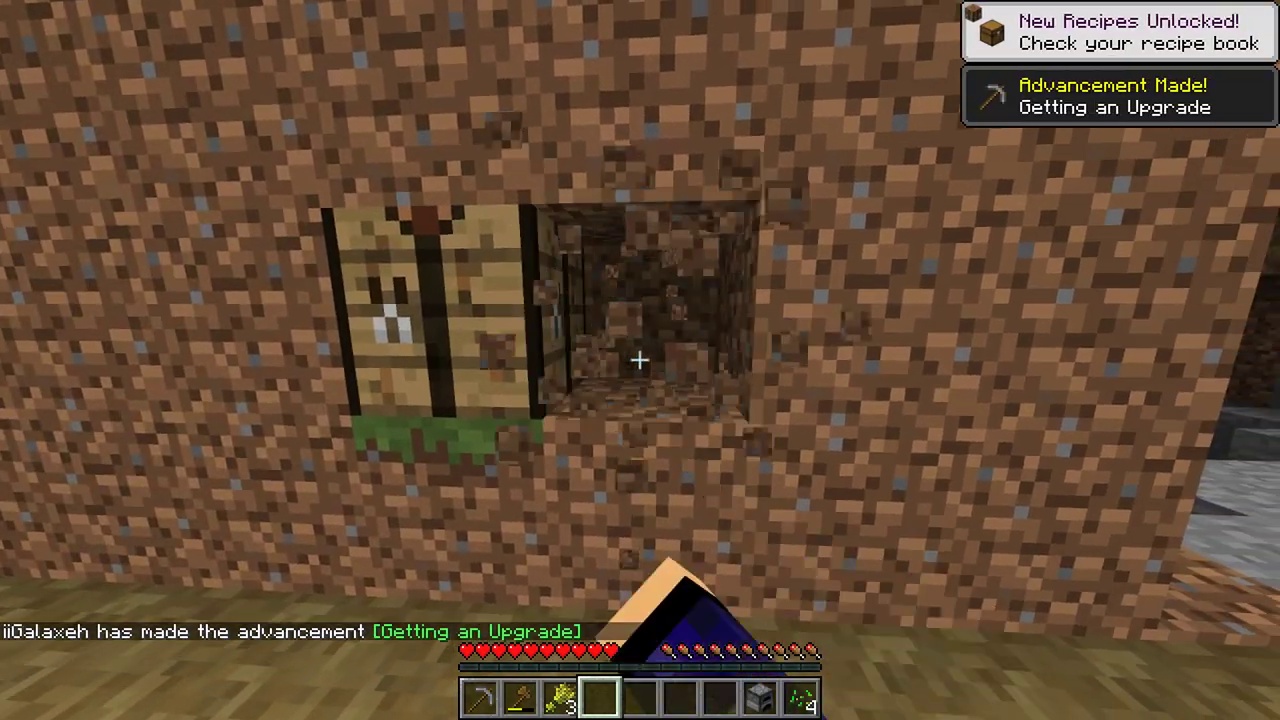 New Recipes Unlocked!
Check your recipe book
Advancement Made!
Getting an Upgrade
iiGalaxeh has made the advancement [Getting an Upgrade]
3
4